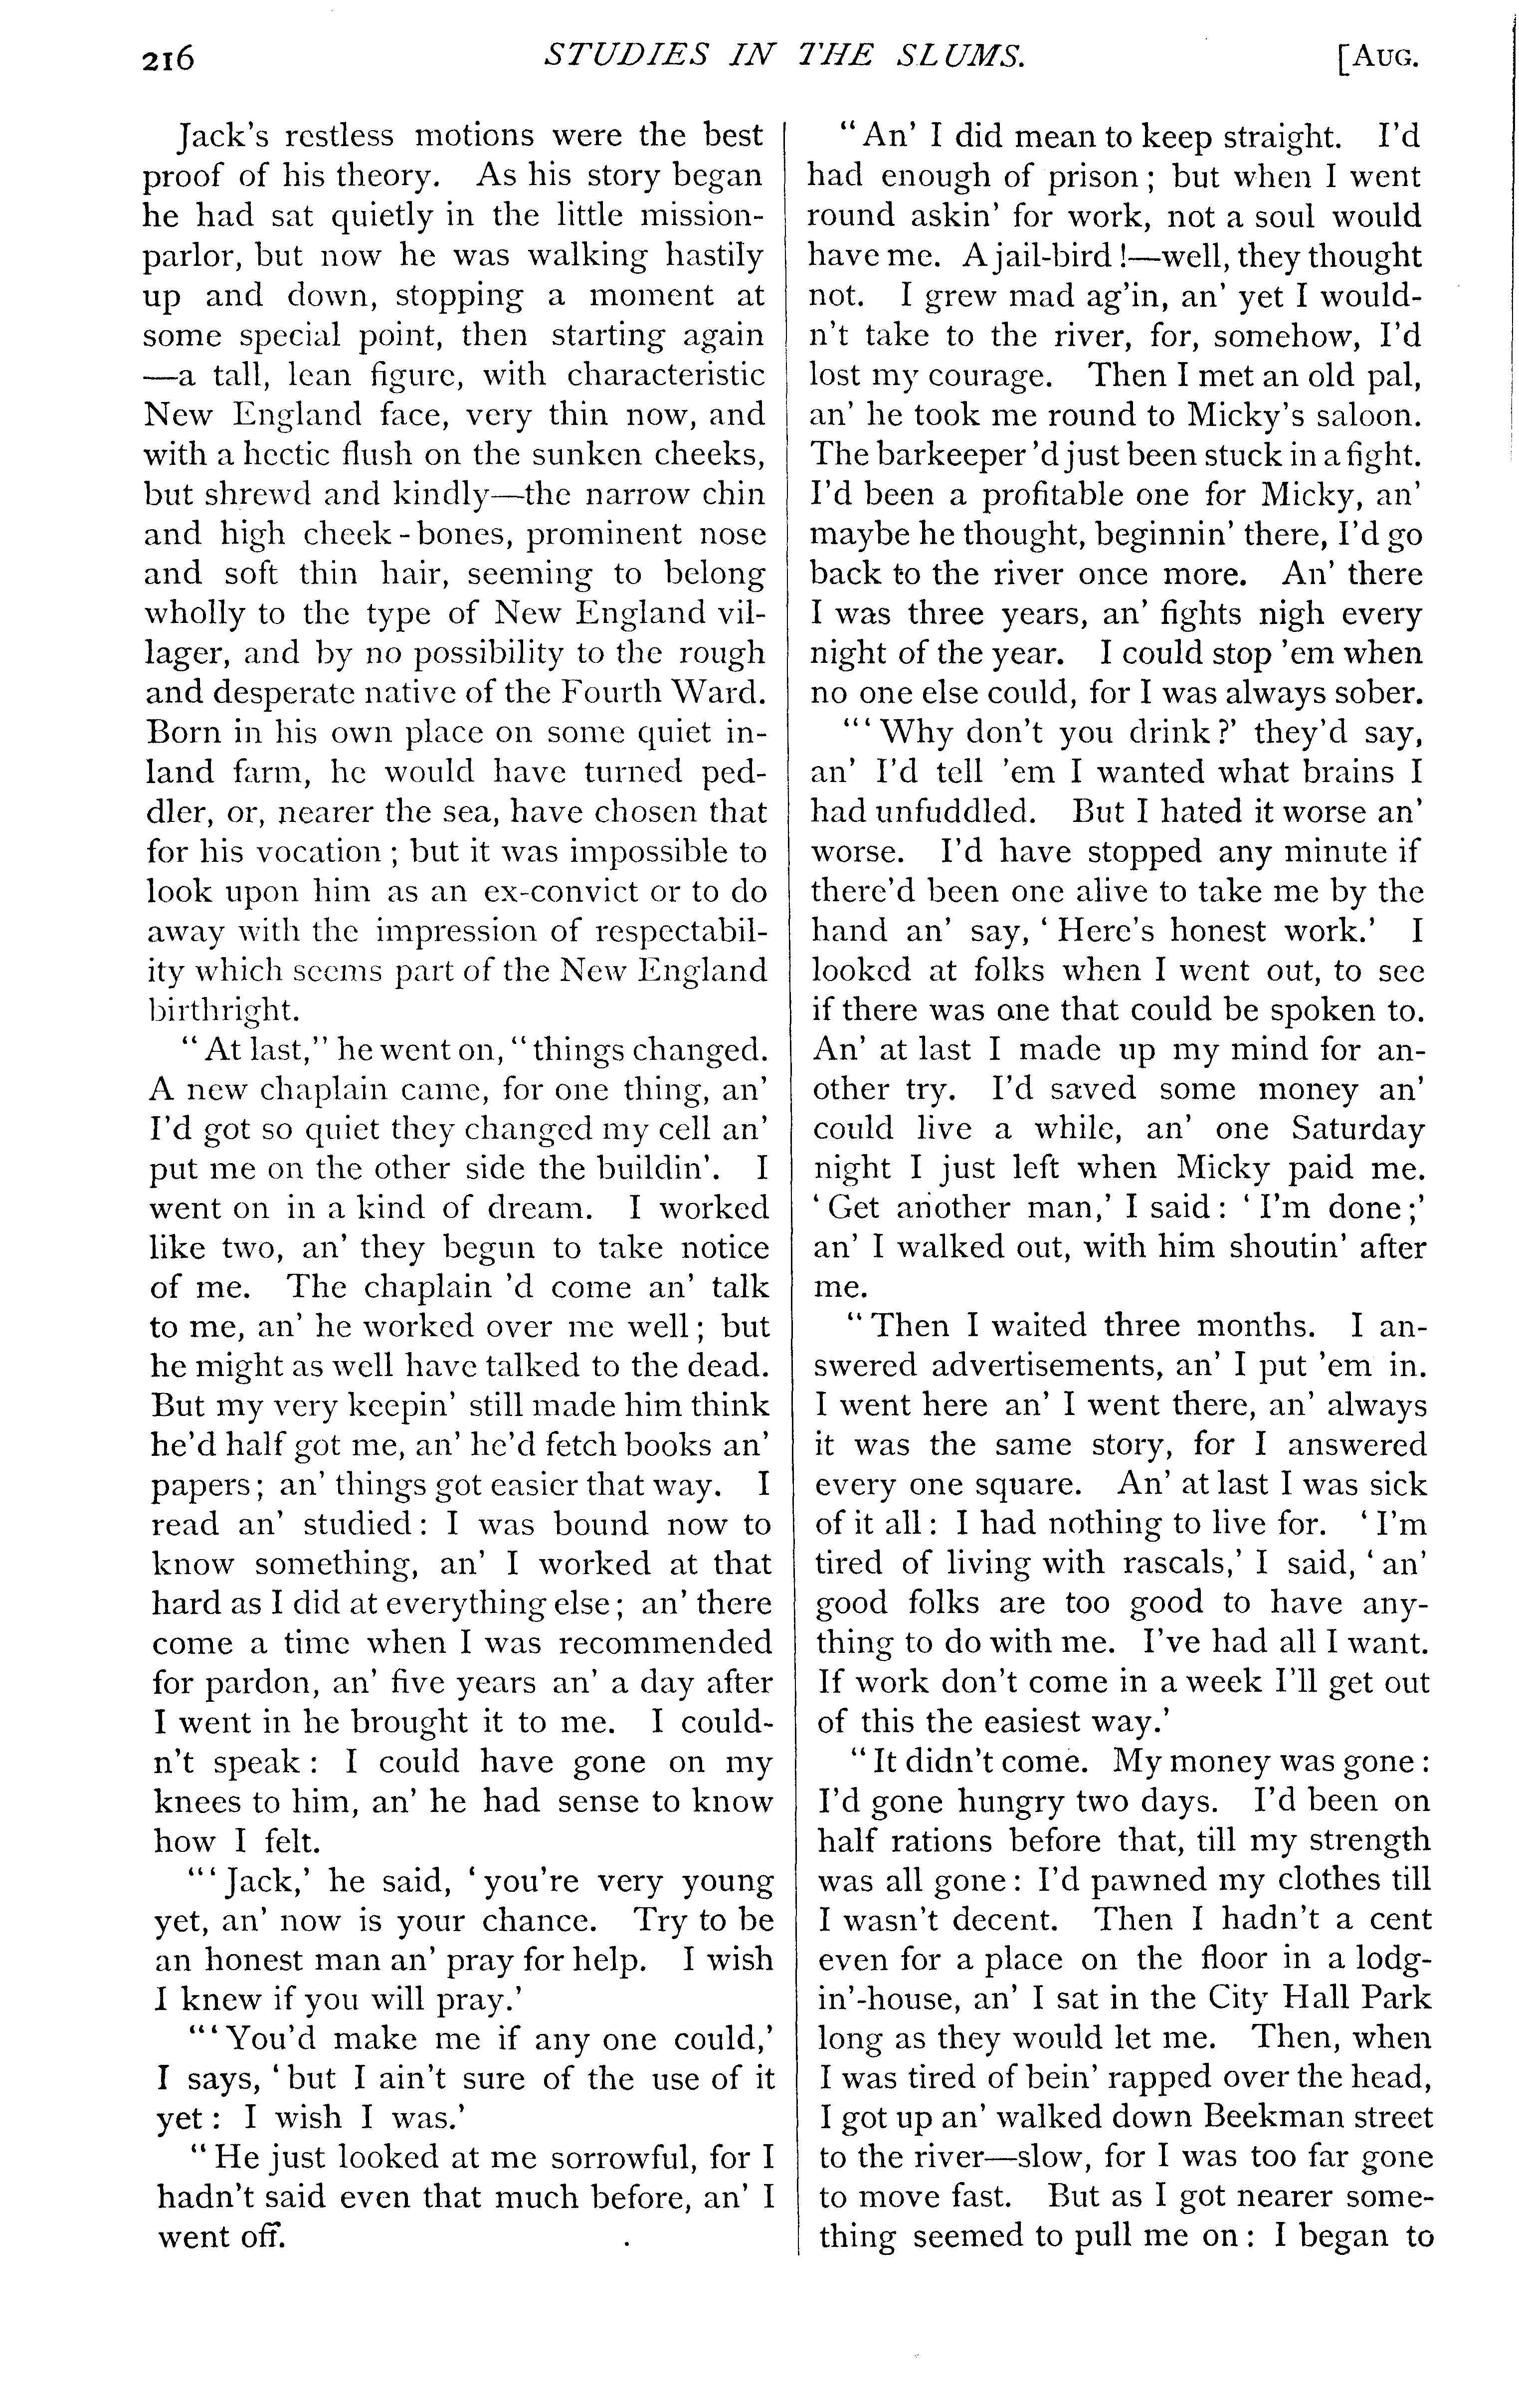 216 STUDIES IN THE SLUMS. [AUG.
Jack's restless motions were the best
proof of his theory. As his story began
he had sat quietly in the little mission-
parlor, but now he was walking hastily
up and down, stopping a moment at
some special point, then starting again
—a tall, lean figure, with characteristic
New England face, very thin now, and
with a hectic flush on the sunken cheeks,
but shrewd and kindly—the narrow chin
and high cheek-bones, prominent nose
and soft thin hair, seeming to belong
wholly to the type of New England vil-
lager, and by no possibility to the rough
and desperate native of the Fourth Ward.
Born in his own place on some quiet in-
land farm, he would have turned ped-
dler, or, nearer the sea, have chosen that
for his vocation; but it was impossible to
look upon him as an ex-convict or to do
away with the impression of respectabil-
ity which seems part of the New England
birthright.
"At last," he went on, "things changed.
A new chaplain came, for one thing, an'
I'd got so quiet they changed my cell an'
put me on the other side the buildin'. I
went on in a kind of dream. I worked
like two, an' they begun to take notice
of me. The chaplain 'd come an' talk
to me, an' he worked over me well; but
he might as well have talked to the dead.
But my very keepin' still made him think
he'd half got me, an' he'd fetch books an'
papers; an' things got easier that way. I
read an' studied: I was bound now to
know something, an' I worked at that
hard as I did at everything else; an' there
come a time when I was recommended
for pardon, an' five years an' a day after
I went in he brought it to me. I could-
n't speak: I could have gone on my
knees to him, an' he had sense to know
how I felt.
"'Jack,' he said, 'you're very young
yet, an' now is your chance. Try to be
an honest man an' pray for help. I wish
I knew if you will pray.'
"'You'd make me if any one could,'
I says, 'but I ain't sure of the use of it
yet: I wish I was.'
"He just looked at me sorrowful, for I
hadn't said even that much before, an' I
went off.
"An' I did mean to keep straight. I'd
had enough of prison; but when I went
round askin' for work, not a soul would
have me. A jail-bird!—well, they thought
not. I grew mad ag'in, an' yet I would-
n't take to the river, for, somehow, I'd
lost my courage. Then I met an old pal,
an' he took me round to Micky's saloon.
The barkeeper 'd just been stuck in a fight.
I'd been a profitable one for Micky, an'
maybe he thought, beginnin' there, I'd go
back to the river once more. An' there
I was three years, an' fights nigh every
night of the year. I could stop 'em when
no one else could, for I was always sober.
"'Why don't you drink?' they'd say,
an' I'd tell 'em I wanted what brains I
had unfuddled. But I hated it worse an'
worse. I'd have stopped any minute if
there'd been one alive to take me by the
hand an' say, 'Here's honest work.' I
looked at folks when I went out, to see
if there was one that could be spoken to.
An' at last I made up my mind for an-
other try. I'd saved some money an'
could live a while, an' one Saturday
night I just left when Micky paid me.
'Get another man,' I said: 'I'm done;'
an' I walked out, with him shoutin' after
me.
"Then I waited three months. I an-
swered advertisements, an' I put 'em in.
I went here an' I went there, an' always
it was the same story, for I answered
every one square. An' at last I was sick
of it all: I had nothing to live for. 'I'm
tired of living with rascals,' I said, 'an'
good folks are too good to have any-
thing to do with me. I've had all I want.
If work don't come in a week I'll get out
of this the easiest way.'
"It didn't come. My money was gone:
I'd gone hungry two days. I'd been on
half rations before that, till my strength
was all gone: I'd pawned my clothes till
I wasn't decent. Then I hadn't a cent
even for a place on the floor in a lodg-
in'-house, an' I sat in the City Hall Park
long as they would let me. Then, when
I was tired of bein' rapped over the head,
I got up an' walked down Beekman street
to the river—slow, for I was too far gone
to move fast. But as I got nearer some-
thing seemed to pull me on: I began to